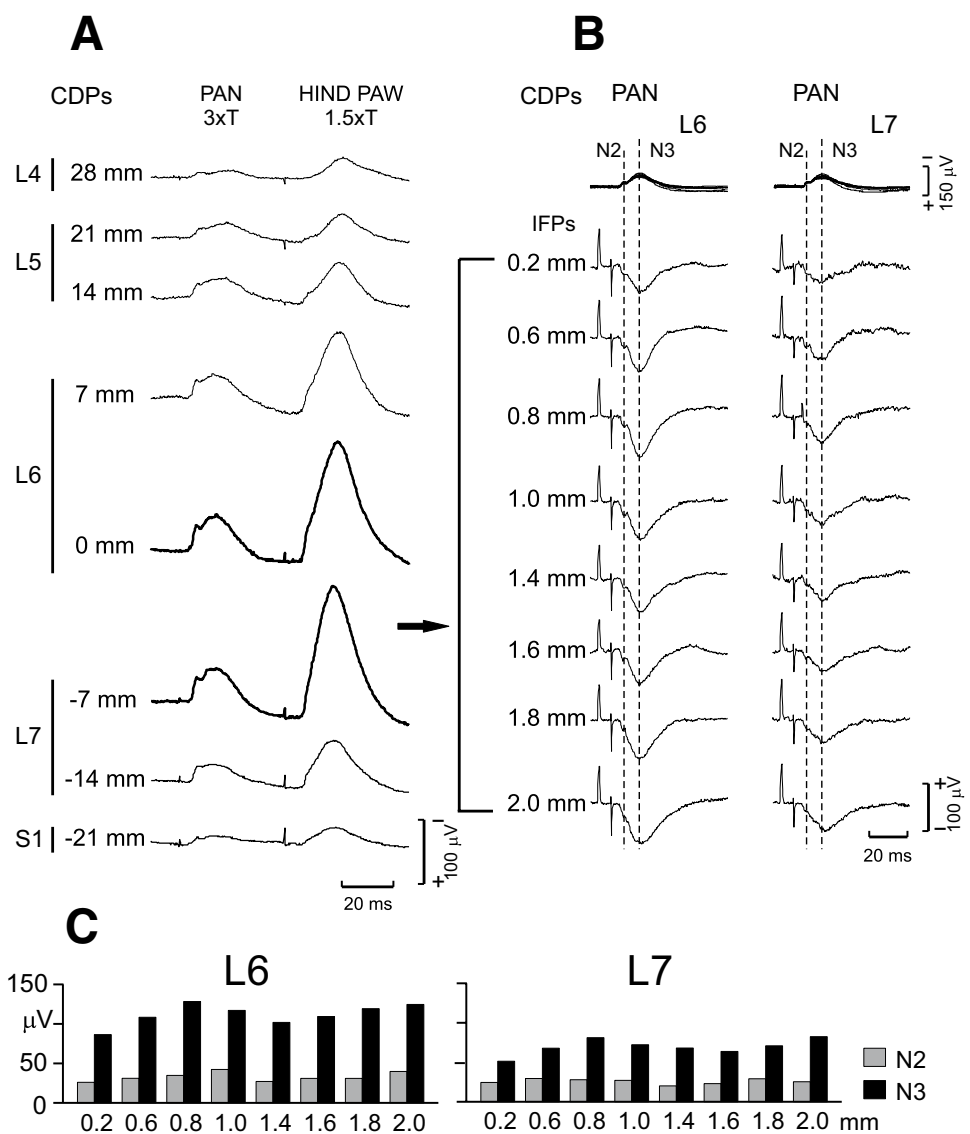 A
CDPs
PAN
3xT
HIND PAW
1.5xT
L4
28 mm
21 mm
L5
14 mm
7 mm
L6
0 mm
-7 mm
L7
-14 mm
S1
-21 mm
−
100 µV
+
20 ms
B
CDPs
PAN
L6
PAN
L7
N2
N3
N2
N3
−
150 µV
+
IFPs
0.2 mm
0.6 mm
0.8 mm
1.0 mm
1.4 mm
1.6 mm
1.8 mm
2.0 mm
+
100 µV
−
20 ms
C
L6
L7
150
µV
50
0
0.2 0.6 0.8 1.0 1.4 1.6 1.8 2.0
0.2 0.6 0.8 1.0 1.4 1.6 1.8 2.0 mm
N2
N3